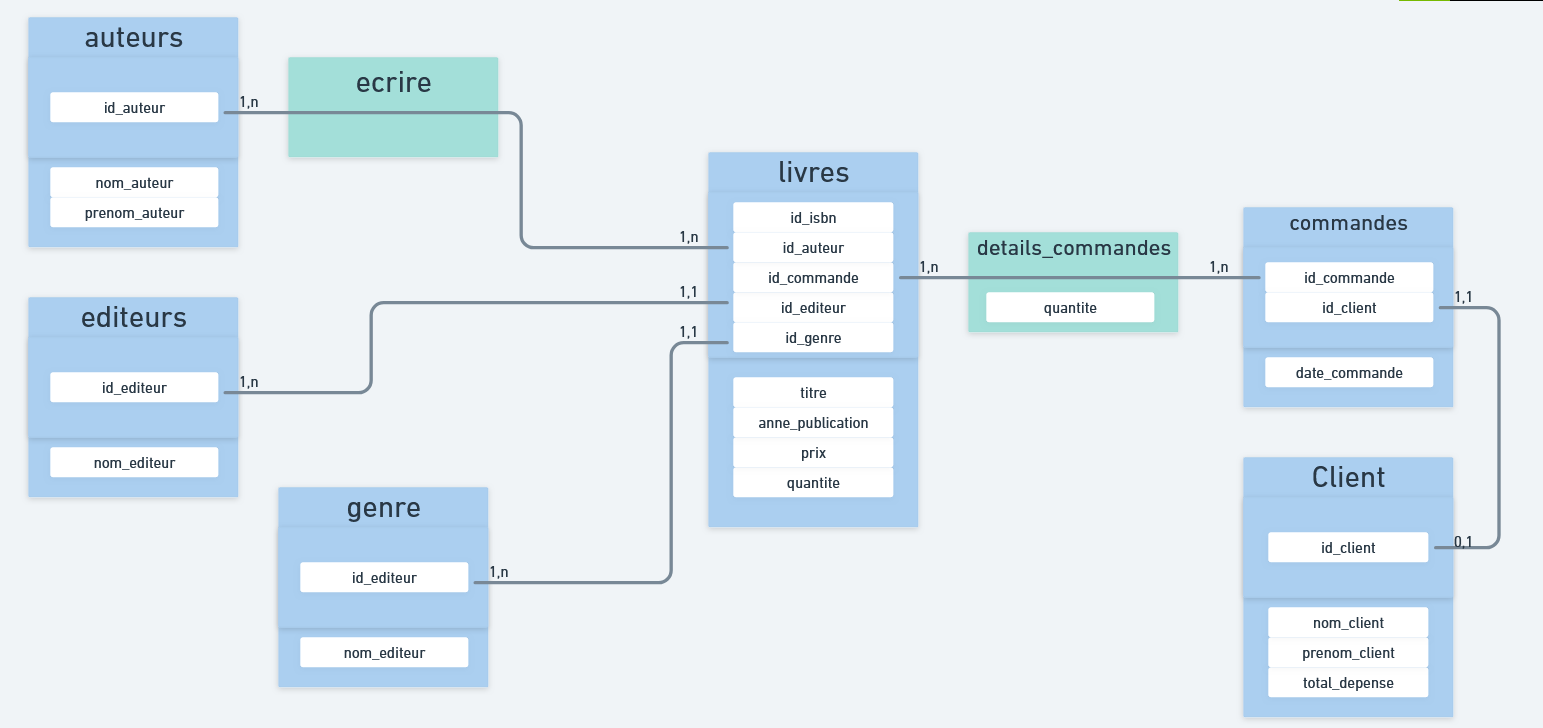 auteurs
id_auteur
nom_auteur
prenom_auteur
1,n
ecrire
1,n
editeurs
id_editeur
nom_editeur
1,n
1,1
genre
id_editeur
nom_editeur
1,n
1,1
livres
id_isbn
id_auteur
id_commande
id_editeur
id_genre
titre
anne_publication
prix
quantite
1,n
details_commandes
quantite
1,n
commandes
id_commande
id_client
date_commande
1,1
Client
id_client
nom_client
prenom_client
total_depense
0,1